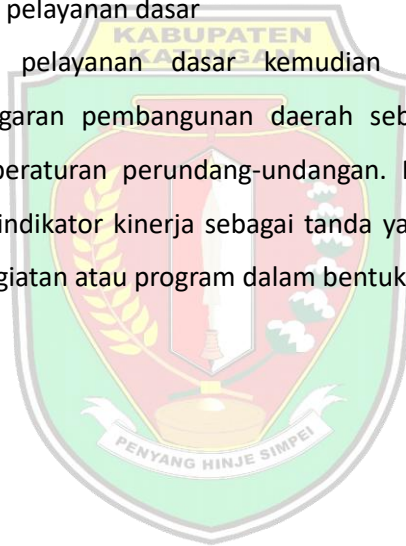 pelayanan dasar
KABUPATEN
KATINGAN
pelayanan dasar kemudian
garan pembangunan daerah seb
peraturan perundang-undangan.
indikator kinerja sebagai tanda ya
giatan atau program dalam bentuk
PENYANG HINJE SIMPEI